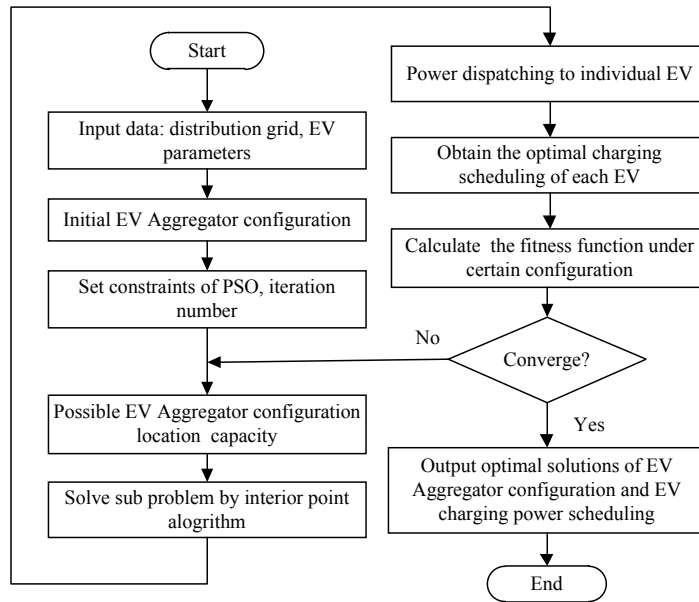 Start
Input data: distribution grid, EV
parameters
Initial EV Aggregator configuration
Set constraints of PSO, iteration
number
Possible EV Aggregator configuration
location capacity
Solve sub problem by interior point
alogrithm
Power dispatching to individual EV
Obtain the optimal charging
scheduling of each EV
Calculate the fitness function under
certain configuration
No
Converge?
Yes
Output optimal solutions of EV
Aggregator configuration and EV
charging power scheduling
End